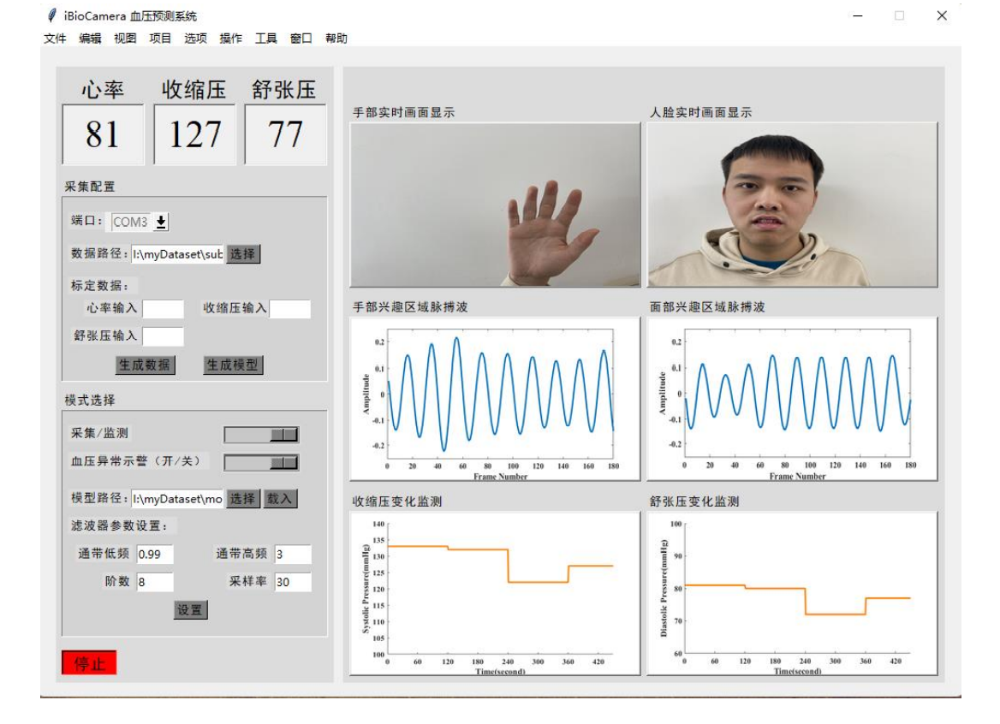 iBioCamera 血压预测系统
文件 编辑 视图 项目 选项 操作 工具 窗口 帮助
心率 收缩压 舒张压
81 127 77
采集配置
端口： COM3
数据路径： I:\myDataset\sub 选择
标定数据：
心率输入 收缩压输入
舒张压输入
生成数据 生成模型
模式选择
采集/监测
血压异常示警（开/关）
模型路径： I:\myDataset\mo 选择 载入
滤波器参数设置：
通带低频 0.99 通带高频 3
阶数 8 采样率 30
设置
停止
手部实时画面显示 人脸实时画面显示
手部兴趣区域脉搏波 面部兴趣区域脉搏波
Amplitude
0.2
0.1
0
-0.1
-0.2
0 20 40 60 80 100 120 140 160 180
Frame Number
Amplitude
0.2
0.1
0
-0.1
-0.2
0 20 40 60 80 100 120 140 160 180
Frame Number
收缩压变化监测 舒张压变化监测
Systolic Pressure(mmHg)
140
135
130
125
120
115
110
105
100
0 60 120 180 240 300 360 420
Time(second)
Diastolic Pressure(mmHg)
100
90
80
70
60
0 60 120 180 240 300 360 420
Time(second)